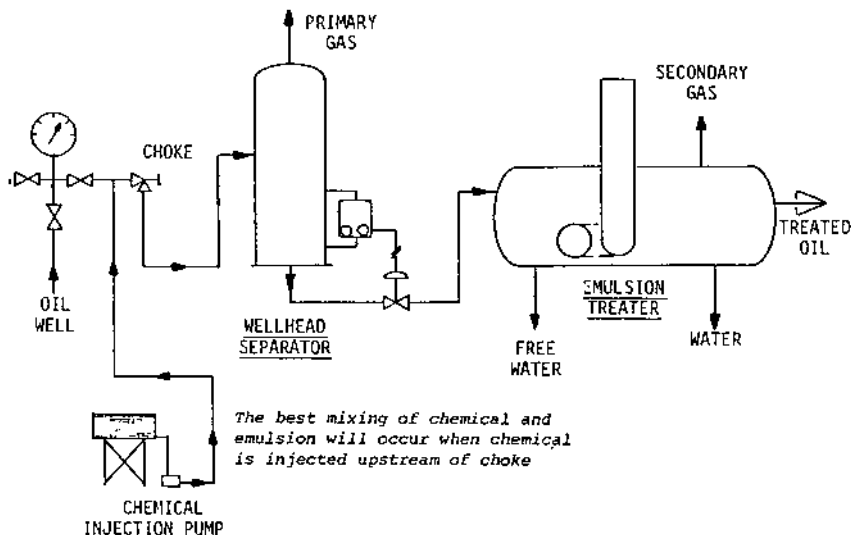 PRIMARY
GAS
SECONDARY
GAS
CHOKE
TREATED
OIL
OIL
WELL
WELLHEAD
SEPARATOR
EMULSION
TREATER
FREE
WATER
WATER
The best mixing of chemical and
emulsion will occur when chemical
is injected upstream of choke
CHEMICAL
INJECTION PUMP